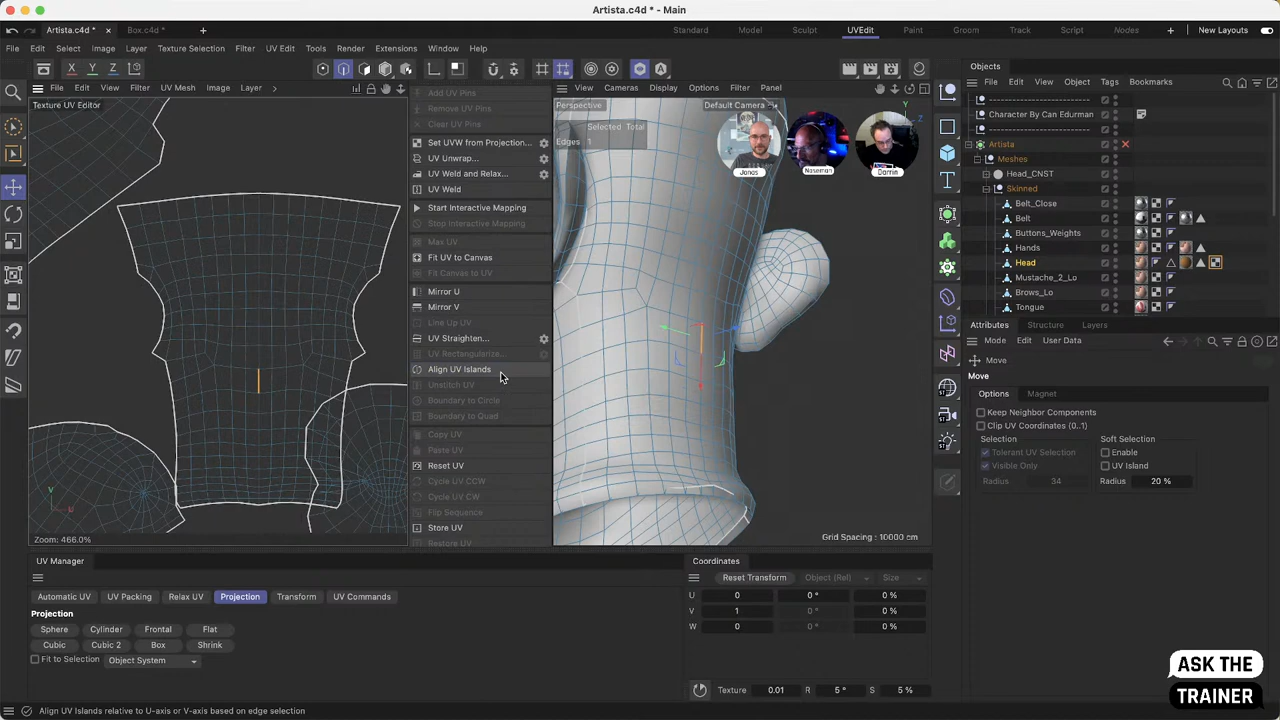 Artista.c4d * - Main
Artista.c4d *
Box.c4d *
Standard
Model
Sculpt
UVEdit
Paint
Groom
Track
Script
Nodes
New Layouts
File
Edit
Select
Image
Layer
Texture Selection
Filter
UV Edit
Tools
Render
Extensions
Window
Help
X
Y
Z
Objects
File
Edit
View
Filter
UV Mesh
Image
Layer
View
Cameras
Display
Options
Filter
Panel
File
Edit
View
Object
Tags
Bookmarks
Texture UV Editor
Perspective
Default Camera
Selected Total
Edges 1
Jonas
Noseman
Darrin
Add UV Pins
Remove UV Pins
Clear UV Pins
Set UVW from Projection...
UV Unwrap...
UV Weld and Relax...
UV Weld
Start Interactive Mapping
Stop Interactive Mapping
Max UV
Fit UV to Canvas
Fit Canvas to UV
Mirror U
Mirror V
Line Up UV
UV Straighten...
UV Rectangularize...
Align UV Islands
Unstitch UV
Boundary to Circle
Boundary to Quad
Copy UV
Paste UV
Reset UV
Cycle UV CCW
Cycle UV CW
Flip Sequence
Store UV
Restore UV
Character By Can Edurman
Artista
Meshes
Head_CNST
Skinned
Belt_Close
Belt
Buttons_Weights
Hands
Head
Mustache_2_Lo
Brows_Lo
Tongue
Attributes
Structure
Layers
Mode
Edit
User Data
Move
Move
Options
Magnet
Keep Neighbor Components
Clip UV Coordinates (0..1)
Selection
Soft Selection
Tolerant UV Selection
Enable
Visible Only
UV Island
Radius
34
Radius
20 %
Zoom: 466.0%
Grid Spacing : 10000 cm
UV Manager
Coordinates
Reset Transform
Object (Rel)
Size
Automatic UV
UV Packing
Relax UV
Projection
Transform
UV Commands
Projection
Sphere
Cylinder
Frontal
Flat
Cubic
Cubic 2
Box
Shrink
Fit to Selection
Object System
U 0 0 ° 0 %
V 1 0 ° 0 %
W 0 0 ° 0 %
Texture 0.01 R 5 ° S 5 %
ASK THE
TRAINER
Align UV Islands relative to U-axis or V-axis based on edge selection